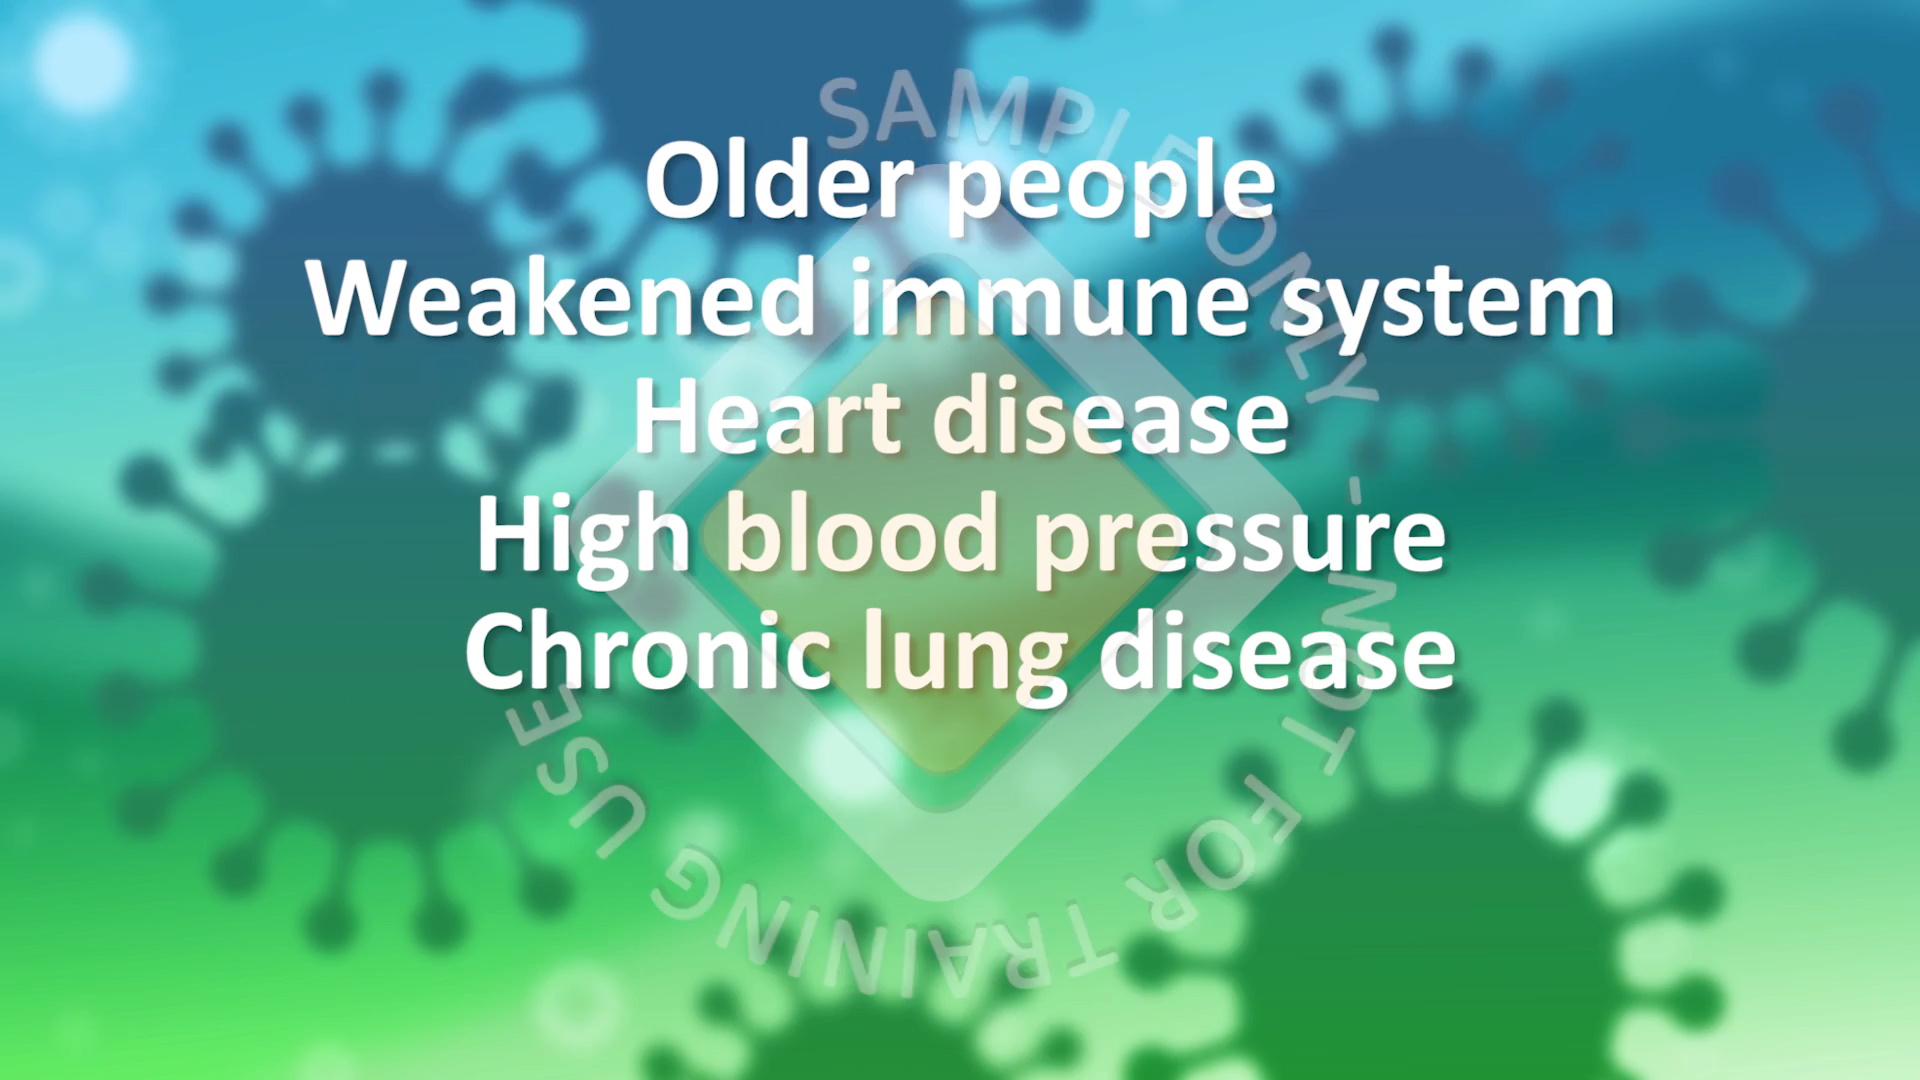 Older people
Weakened immune system
Heart disease
High blood pressure
Chronic lung disease
SAMPLE ONLY - NOT FOR TRAINING USE